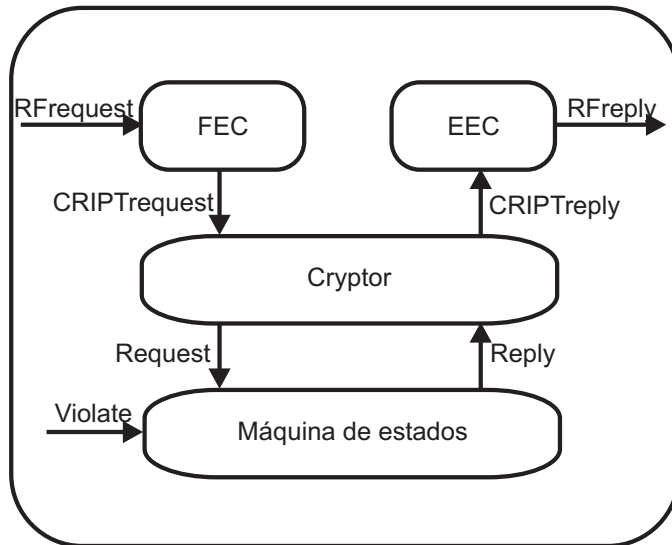 RFrequest
FEC
EEC
RFreply
CRIPTrequest
CRIPTreply
Cryptor
Request
Reply
Violate
Máquina de estados